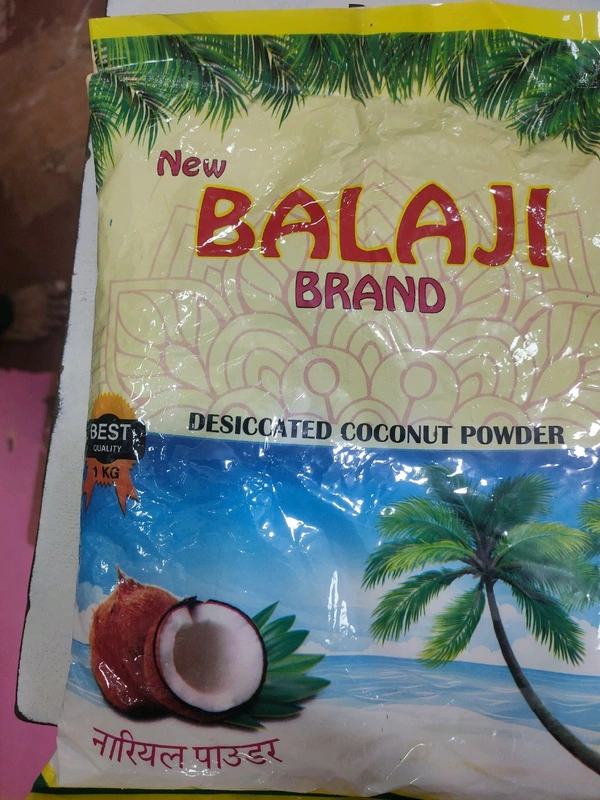 New
BALAJI
BRAND
DESICCATED COCONUT POWDER
BEST
QUALITY
1 KG
नारियल पाउडर